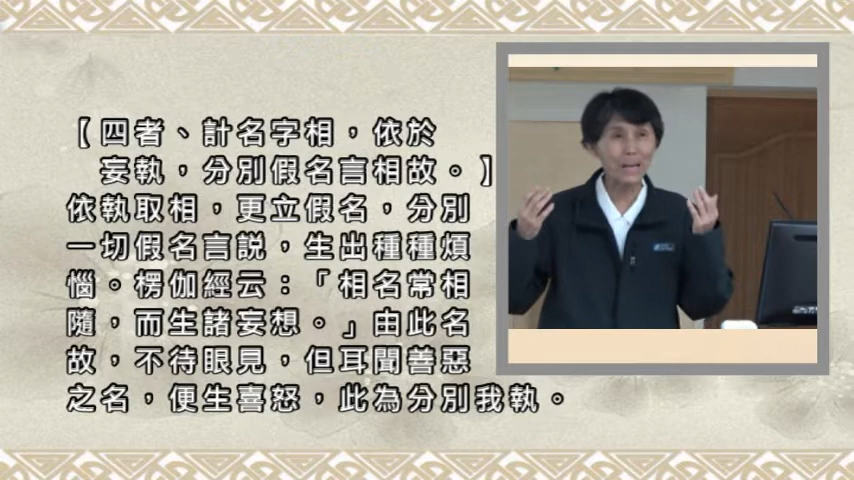 【四者、計名字相，依於
妄執，分別假名言相故。】
依執取相，更立假名，分別
一切假名言說，生出種種煩
惱。楞伽經云：「相名常相
隨，而生諸妄想。」由此名
故，不待眼見，但耳聞善惡
之名，便生喜怒，此為分別我執。